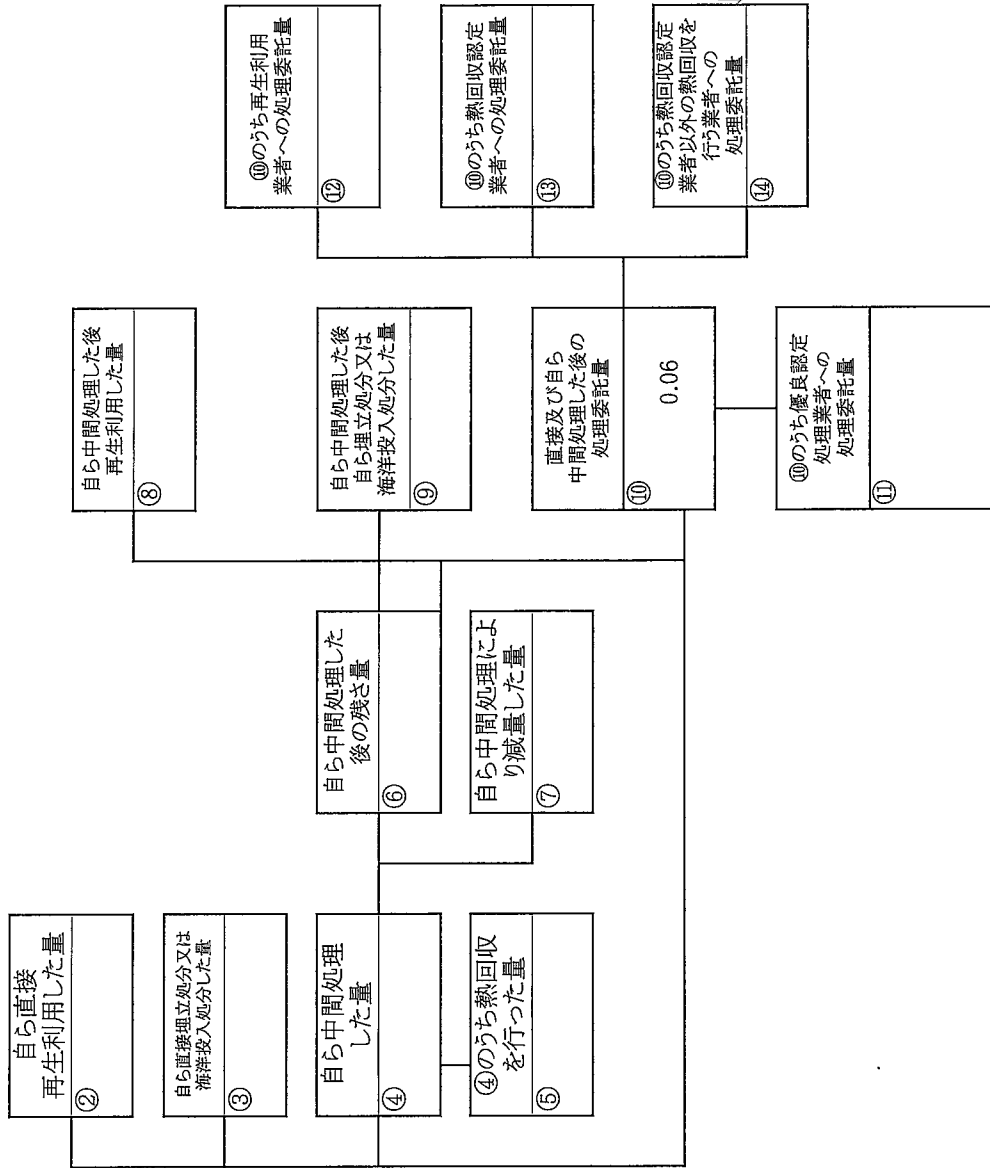 自ら直接
再生利用した量
②
自ら直接埋立処分又は
海洋投入処分した量
③
自ら中間処理
した量
④
④のうち熱回収
を行った量
⑤
自ら中間処理した
後の残さ量
⑥
自ら中間処理によ
り減量した量
⑦
自ら中間処理した後
再生利用した量
⑧
自ら中間処理した後
自ら埋立処分又は
海洋投入処分した量
⑨
直接及び自ら
中間処理した後の
処理委託量
⑩
0.06
⑩のうち優良認定
処理業者への
処理委託量
⑪
⑩のうち再生利用
業者への処理委託量
⑫
⑩のうち熱回収認定
業者への処理委託量
⑬
⑩のうち熱回収認定
業者以外の熱回収を
行う業者への
処理委託量
⑭